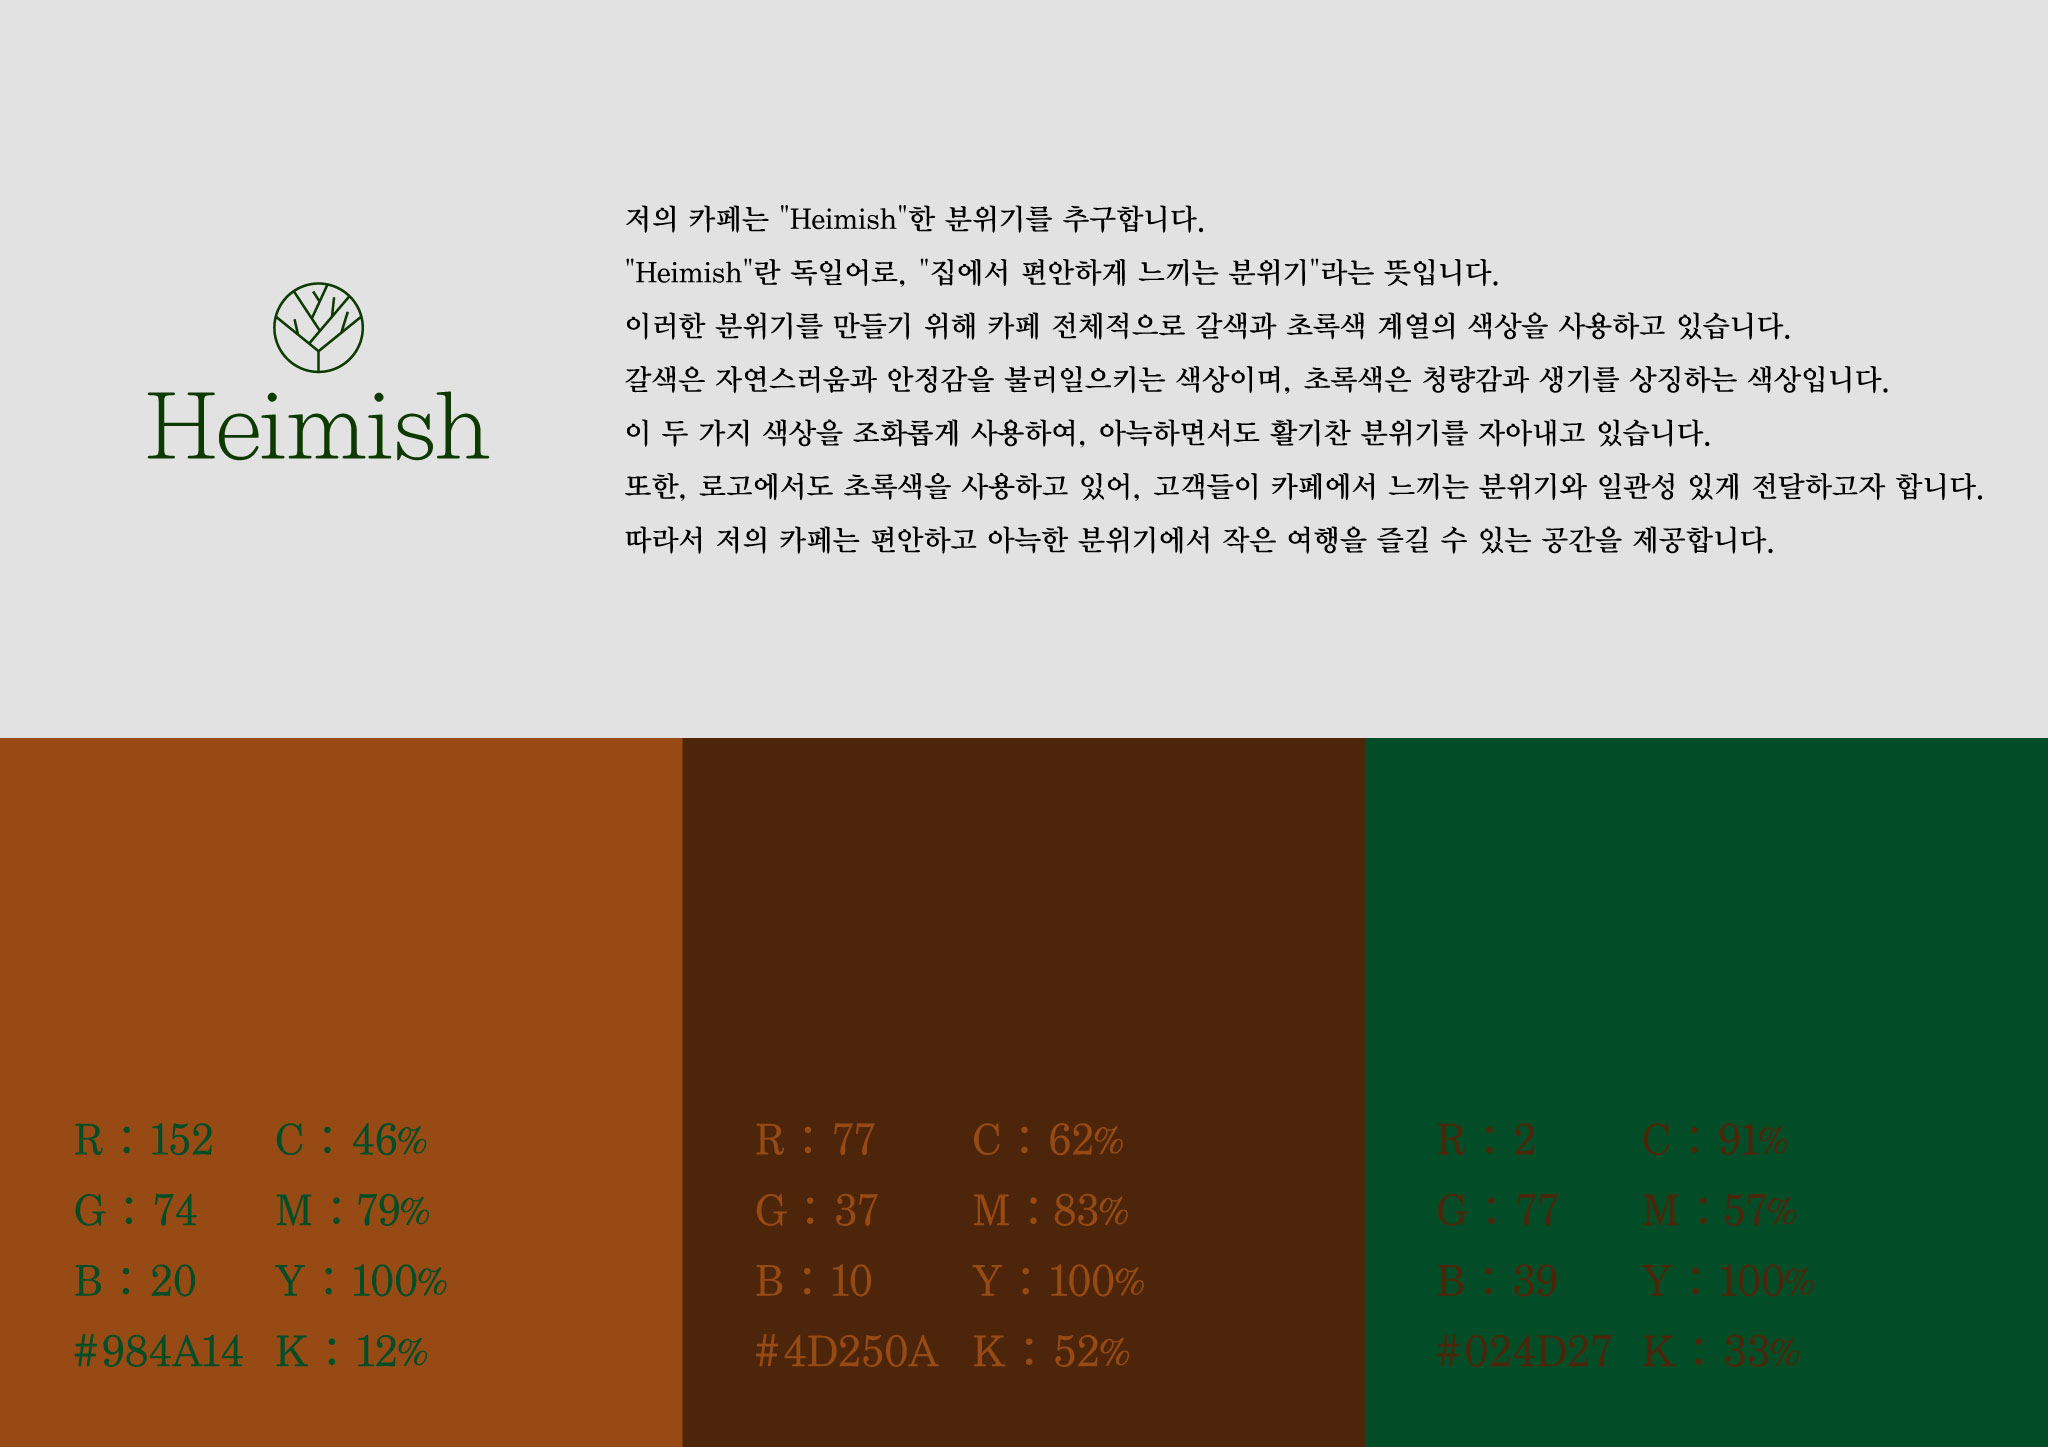 Heimish
저의 카페는 "Heimish"한 분위기를 추구합니다.
"Heimish"란 독일어로, "집에서 편안하게 느끼는 분위기"라는 뜻입니다.
이러한 분위기를 만들기 위해 카페 전체적으로 갈색과 초록색 계열의 색상을 사용하고 있습니다.
갈색은 자연스러움과 안정감을 불러일으키는 색상이며, 초록색은 청량감과 생기를 상징하는 색상입니다.
이 두 가지 색상을 조화롭게 사용하여, 아늑하면서도 활기찬 분위기를 자아내고 있습니다.
또한, 로고에서도 초록색을 사용하고 있어, 고객들이 카페에서 느끼는 분위기와 일관성 있게 전달하고자 합니다.
따라서 저의 카페는 편안하고 아늑한 분위기에서 작은 여행을 즐길 수 있는 공간을 제공합니다.
R : 152 C : 46%
G : 74 M : 79%
B : 20 Y : 100%
#984A14 K : 12%
R : 77 C : 62%
G : 37 M : 83%
B : 10 Y : 100%
#4D250A K : 52%
R : 2 C : 91%
G : 77 M : 57%
B : 39 Y : 100%
#024D27 K : 33%